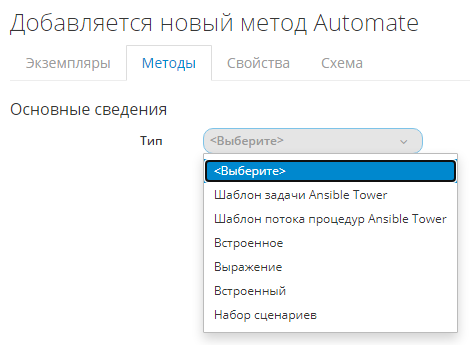 Добавляется новый метод Automate
Экземпляры Методы Свойства Схема
Основные сведения
Тип <Выберите>
<Выберите>
Шаблон задачи Ansible Tower
Шаблон потока процедур Ansible Tower
Встроенное
Выражение
Встроенный
Набор сценариев